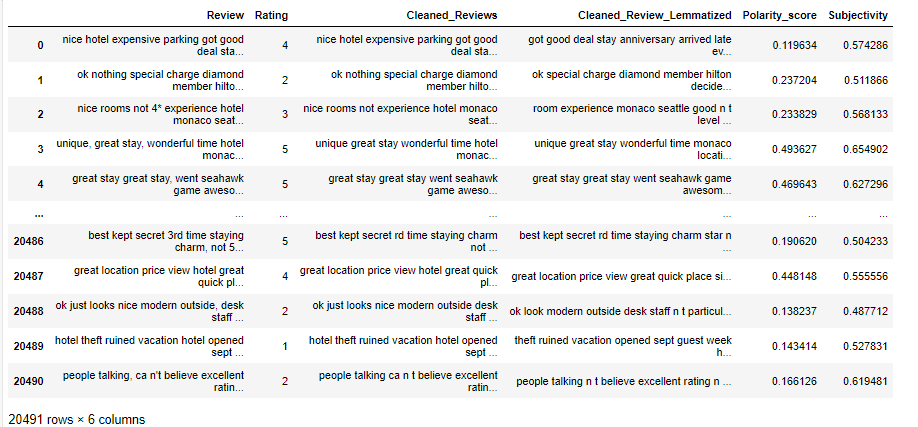 Review Rating Cleaned_Reviews Cleaned_Review_Lemmatized Polarity_score Subjectivity
0 nice hotel expensive parking got good deal sta... 4 nice hotel expensive parking got good deal sta... got good deal stay anniversary arrived late ev... 0.119634 0.574286
1 ok nothing special charge diamond member hilto... 2 ok nothing special charge diamond member hilto... ok special charge diamond member hilton decide... 0.237204 0.511866
2 nice rooms not 4* experience hotel monaco seat... 3 nice rooms not experience hotel monaco seat... room experience monaco seattle good n t level ... 0.233829 0.568133
3 unique, great stay, wonderful time hotel monac... 5 unique great stay wonderful time hotel monac... unique great stay wonderful time monaco locati... 0.493627 0.654902
4 great stay great stay, went seahawk game aweso... 5 great stay great stay went seahawk game aweso... great stay great stay went seahawk game awesom... 0.469643 0.627296
... ... ... ... ... ... ...
20486 best kept secret 3rd time staying charm, not 5... 5 best kept secret rd time staying charm not ... best kept secret rd time staying charm star n ... 0.190620 0.504233
20487 great location price view hotel great quick pl... 4 great location price view hotel great quick pl... great location price view great quick place si... 0.448148 0.555556
20488 ok just looks nice modern outside, desk staff ... 2 ok just looks nice modern outside desk staff ... ok look modern outside desk staff n t particul... 0.138237 0.487712
20489 hotel theft ruined vacation hotel opened sept ... 1 hotel theft ruined vacation hotel opened sept ... theft ruined vacation opened sept guest week h... 0.143414 0.527831
20490 people talking, ca n't believe excellent ratin... 2 people talking ca n t believe excellent ratin... people talking n t believe excellent rating n ... 0.166126 0.619481
20491 rows × 6 columns